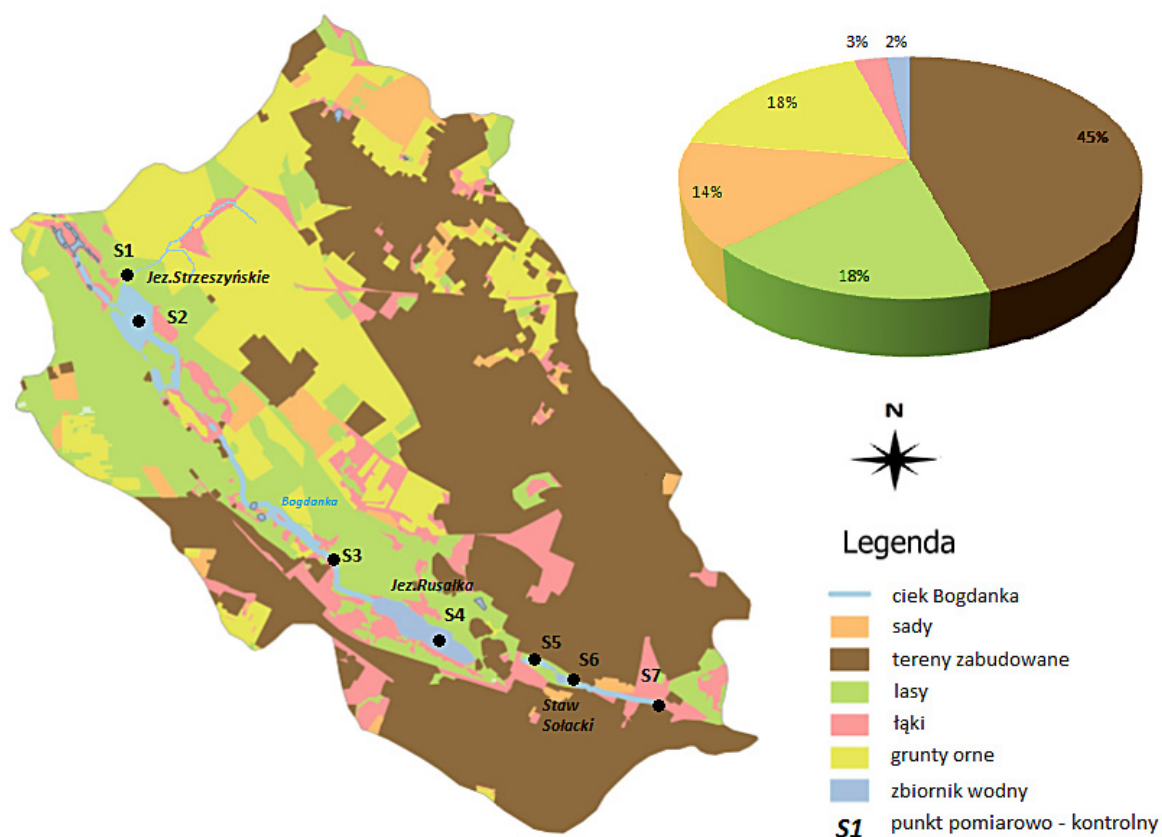 3%
2%
18%
45%
14%
18%
S1
Jez.Strzeszyńskie
S2
N
Bogdanka
Legenda
S3
Jez.Rusałka
ciek Bogdanka
S4
sady
S5
tereny zabudowane
S6
S7
lasy
Staw
Sołacki
łąki
grunty orne
zbiornik wodny
S1 punkt pomiarowo - kontrolny